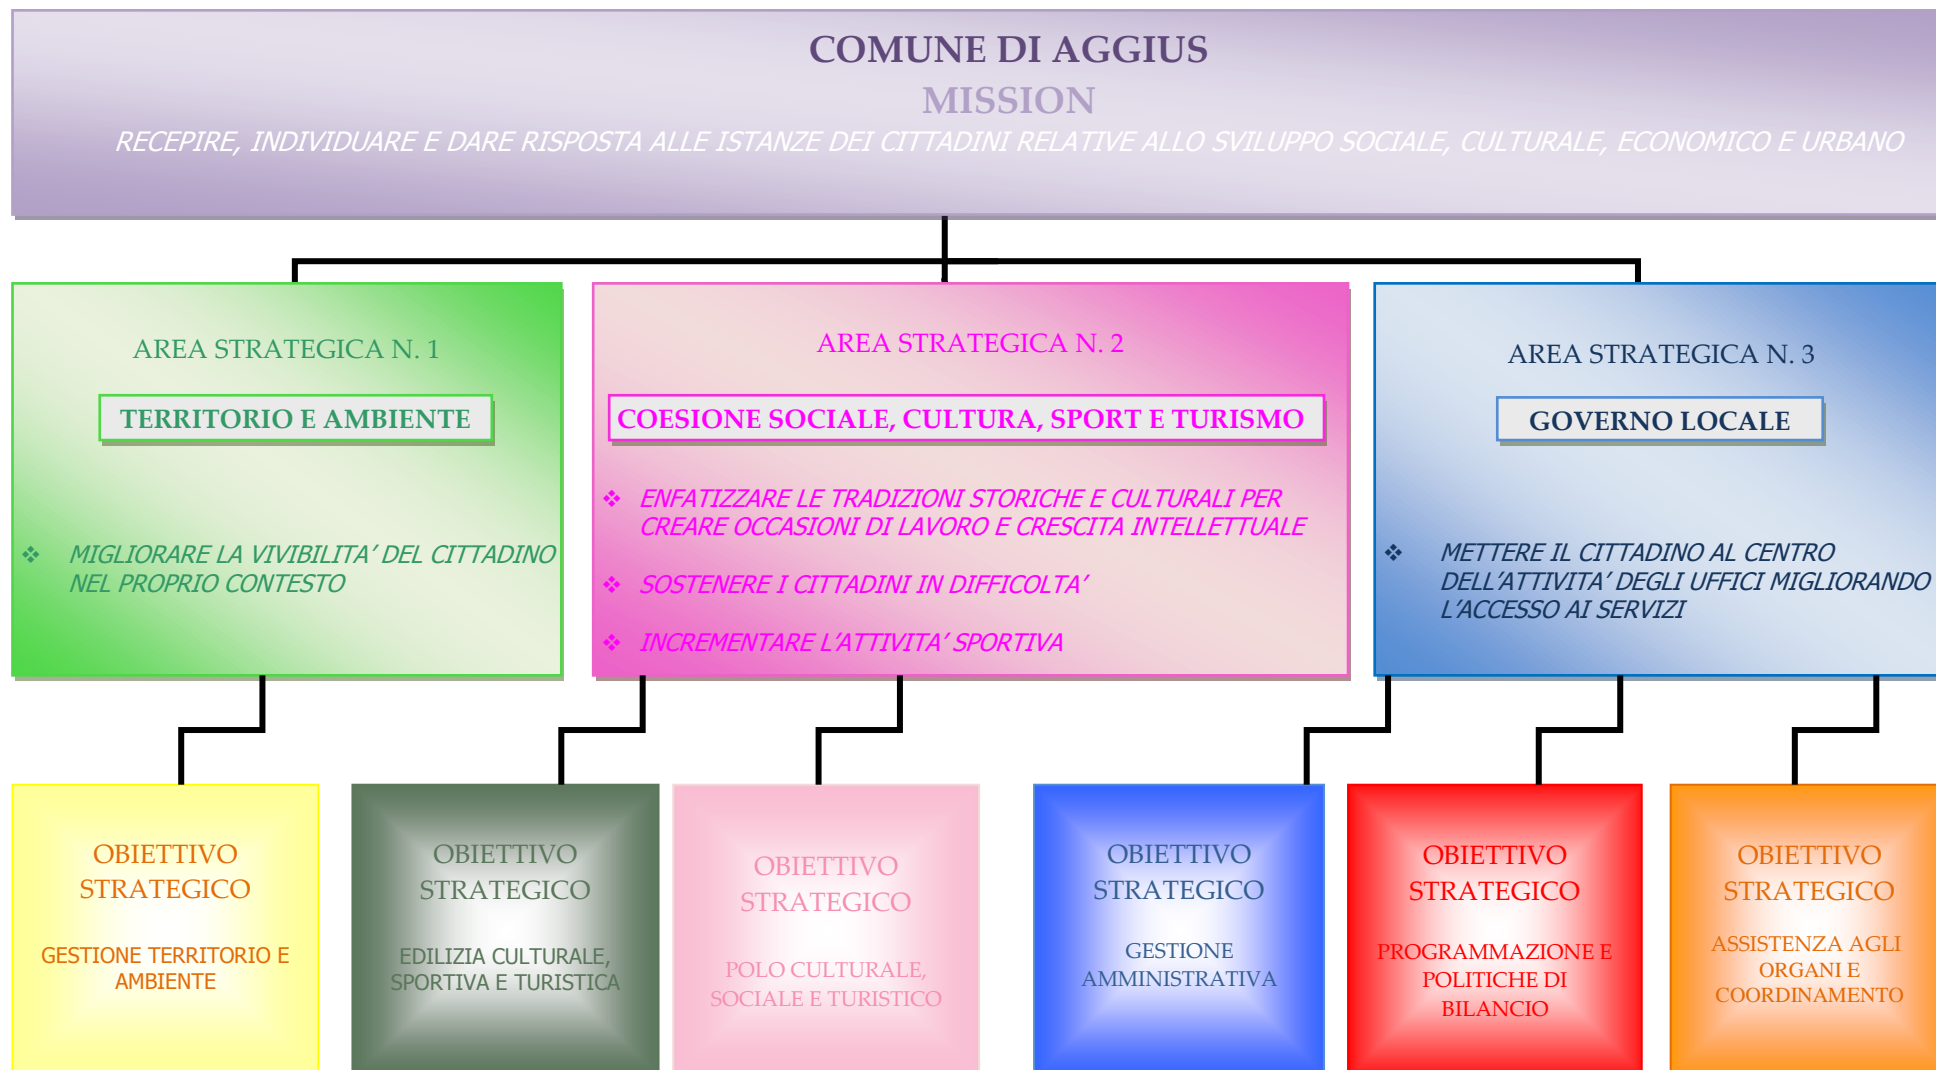 COMUNE DI AGGIUS
MISSION
RECEPIRE, INDIVIDUARE E DARE RISPOSTA ALLE ISTANZE DEI CITTADINI RELATIVE ALLO SVILUPPO SOCIALE, CULTURALE, ECONOMICO E URBANO
AREA STRATEGICA N. 1
TERRITORIO E AMBIENTE
❖ MIGLIORARE LA VIVIBILITA’ DEL CITTADINO
NEL PROPRIO CONTESTO
AREA STRATEGICA N. 2
COESIONE SOCIALE, CULTURA, SPORT E TURISMO
❖ ENFATIZZARE LE TRADIZIONI STORICHE E CULTURALI PER
CREARE OCCASIONI DI LAVORO E CRESCITA INTELLETTUALE
❖ SOSTENERE I CITTADINI IN DIFFICOLTA’
❖ INCREMENTARE L’ATTIVITA’ SPORTIVA
AREA STRATEGICA N. 3
GOVERNO LOCALE
❖ METTERE IL CITTADINO AL CENTRO
DELL’ATTIVITA’ DEGLI UFFICI MIGLIORANDO
L’ACCESSO AI SERVIZI
OBIETTIVO
STRATEGICO
GESTIONE TERRITORIO E
AMBIENTE
OBIETTIVO
STRATEGICO
EDILIZIA CULTURALE,
SPORTIVA E TURISTICA
OBIETTIVO
STRATEGICO
POLO CULTURALE,
SOCIALE E TURISTICO
OBIETTIVO
STRATEGICO
GESTIONE
AMMINISTRATIVA
OBIETTIVO
STRATEGICO
PROGRAMMAZIONE E
POLITICHE DI
BILANCIO
OBIETTIVO
STRATEGICO
ASSISTENZA AGLI
ORGANI E
COORDINAMENTO